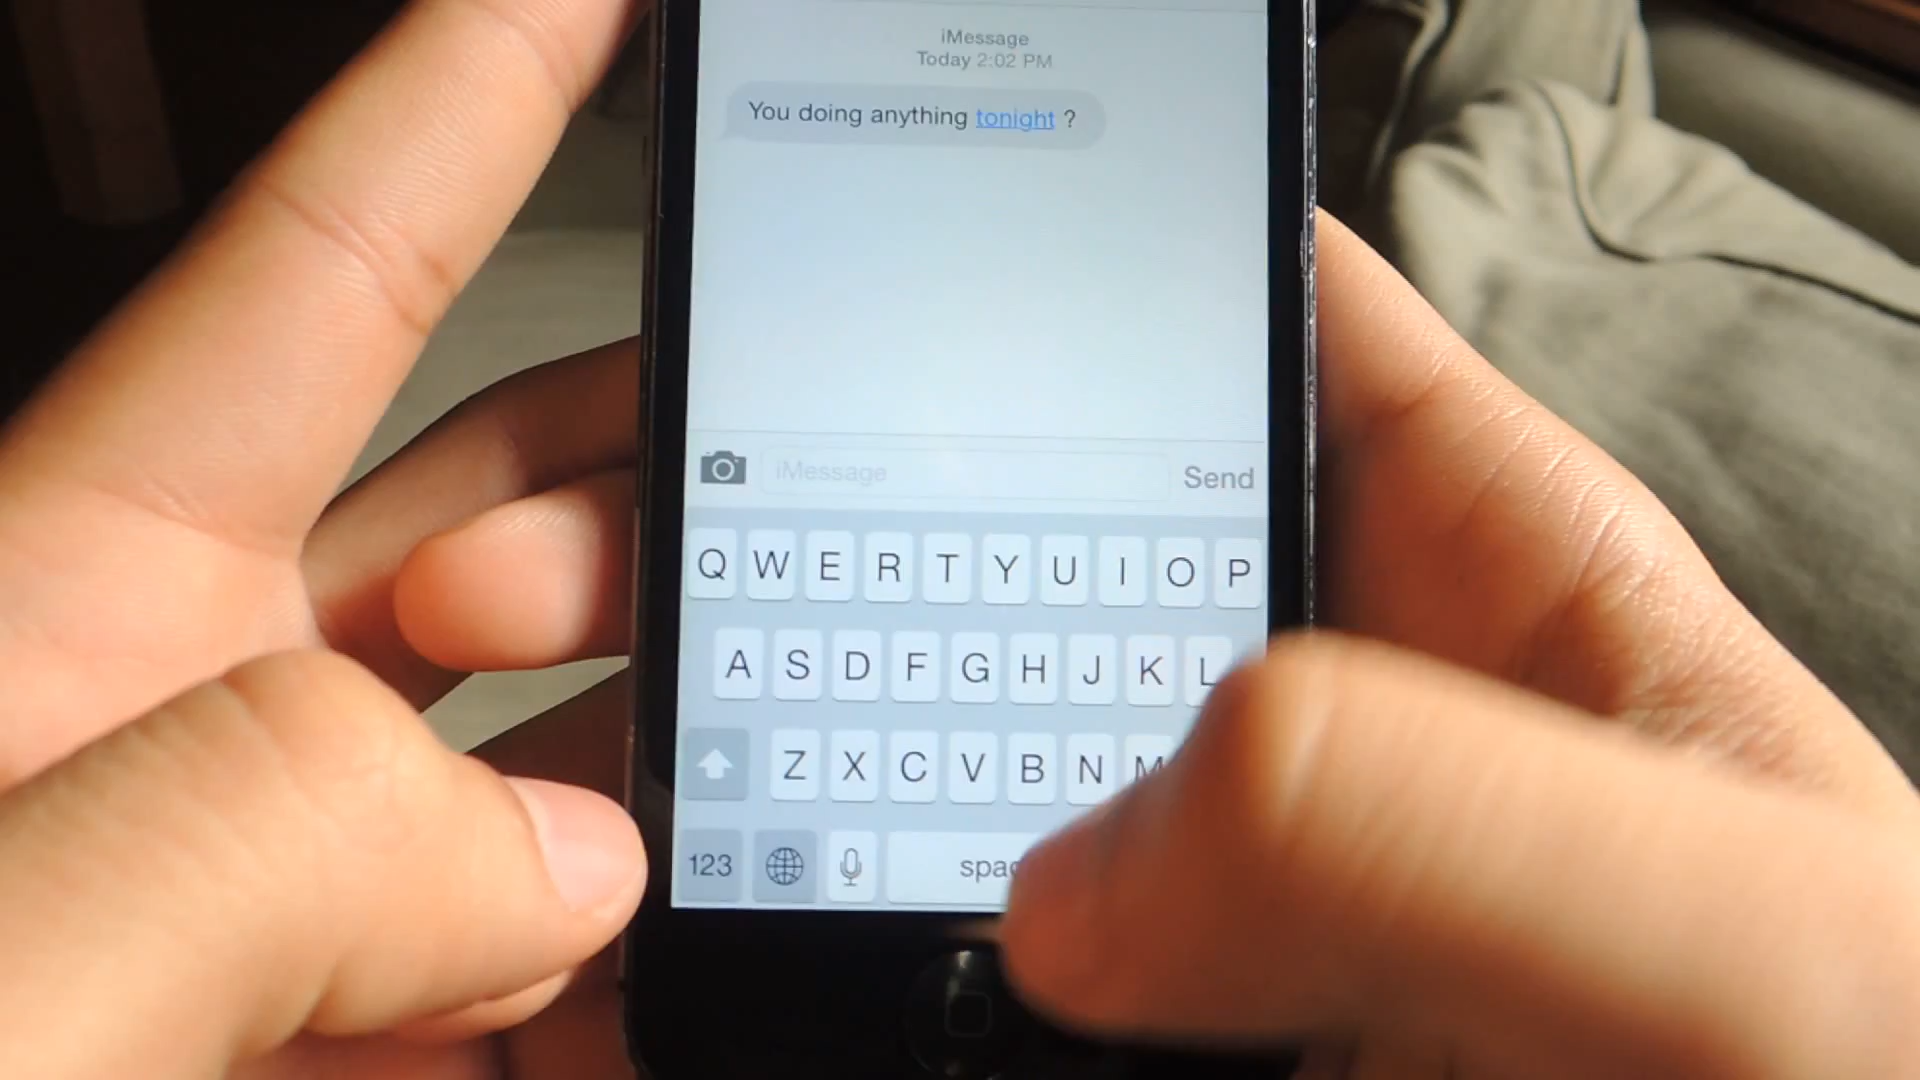 iMessage
Today 2:02 PM
You doing anything tonight ?
iMessage
Send
Q W E R T Y U I O P
A S D F G H J K L
Z X C V B N M
123